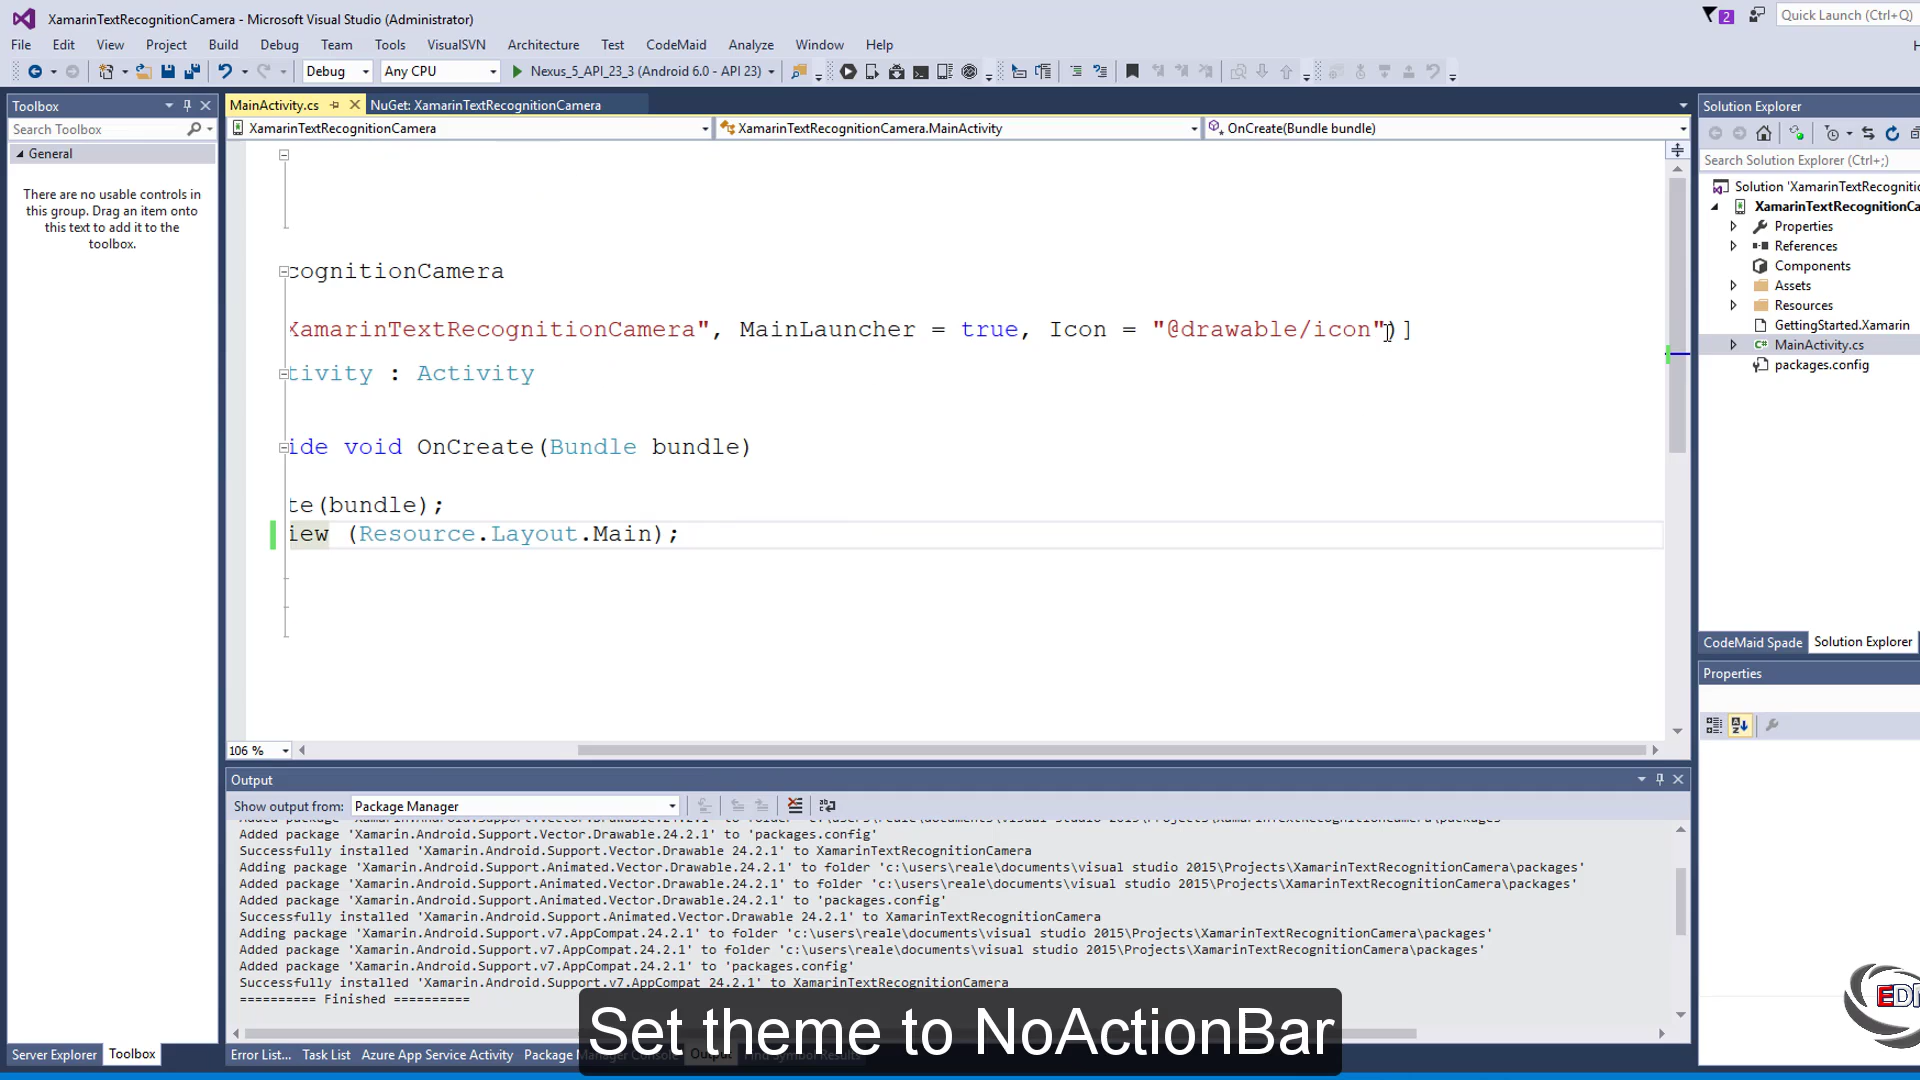 XamarinTextRecognitionCamera - Microsoft Visual Studio (Administrator)
2
Quick Launch (Ctrl+Q)
File Edit View Project Build Debug Team Tools VisualSVN Architecture Test CodeMaid Analyze Window Help
Debug Any CPU Nexus_5_API_23_3 (Android 6.0 - API 23)
Toolbox
Search Toolbox
General
There are no usable controls in
this group. Drag an item onto
this text to add it to the
toolbox.
MainActivity.cs NuGet: XamarinTextRecognitionCamera
XamarinTextRecognitionCamera XamarinTextRecognitionCamera.MainActivity OnCreate(Bundle bundle)
cognitionCamera
XamarinTextRecognitionCamera", MainLauncher = true, Icon = "@drawable/icon")]
tivity : Activity
ide void OnCreate(Bundle bundle)
te(bundle);
iew (Resource.Layout.Main);
106 %
Output
Show output from: Package Manager
Added package 'Xamarin.Android.Support.Vector.Drawable.24.2.1' to 'packages.config'
Successfully installed 'Xamarin.Android.Support.Vector.Drawable 24.2.1' to XamarinTextRecognitionCamera
Adding package 'Xamarin.Android.Support.Animated.Vector.Drawable.24.2.1' to folder 'c:\users\reale\documents\visual studio 2015\Projects\XamarinTextRecognitionCamera\packages'
Added package 'Xamarin.Android.Support.Animated.Vector.Drawable.24.2.1' to folder 'c:\users\reale\documents\visual studio 2015\Projects\XamarinTextRecognitionCamera\packages'
Added package 'Xamarin.Android.Support.Animated.Vector.Drawable.24.2.1' to 'packages.config'
Successfully installed 'Xamarin.Android.Support.Animated.Vector.Drawable 24.2.1' to XamarinTextRecognitionCamera
Adding package 'Xamarin.Android.Support.v7.AppCompat.24.2.1' to folder 'c:\users\reale\documents\visual studio 2015\Projects\XamarinTextRecognitionCamera\packages'
Added package 'Xamarin.Android.Support.v7.AppCompat.24.2.1' to folder 'c:\users\reale\documents\visual studio 2015\Projects\XamarinTextRecognitionCamera\packages'
Added package 'Xamarin.Android.Support.v7.AppCompat.24.2.1' to 'packages.config'
Successfully installed 'Xamarin.Android.Support.v7.AppCompat 24.2.1' to XamarinTextRecognitionCamera
========== Finished ==========
Server Explorer Toolbox
Error List... Task List Azure App Service Activity Package Manager Console Output Find Symbol Results
Solution Explorer
Search Solution Explorer (Ctrl+;)
Solution 'XamarinTextRecogniti
XamarinTextRecognitionCa
Properties
References
Components
Assets
Resources
GettingStarted.Xamarin
MainActivity.cs
packages.config
CodeMaid Spade Solution Explorer
Properties
Set theme to NoActionBar